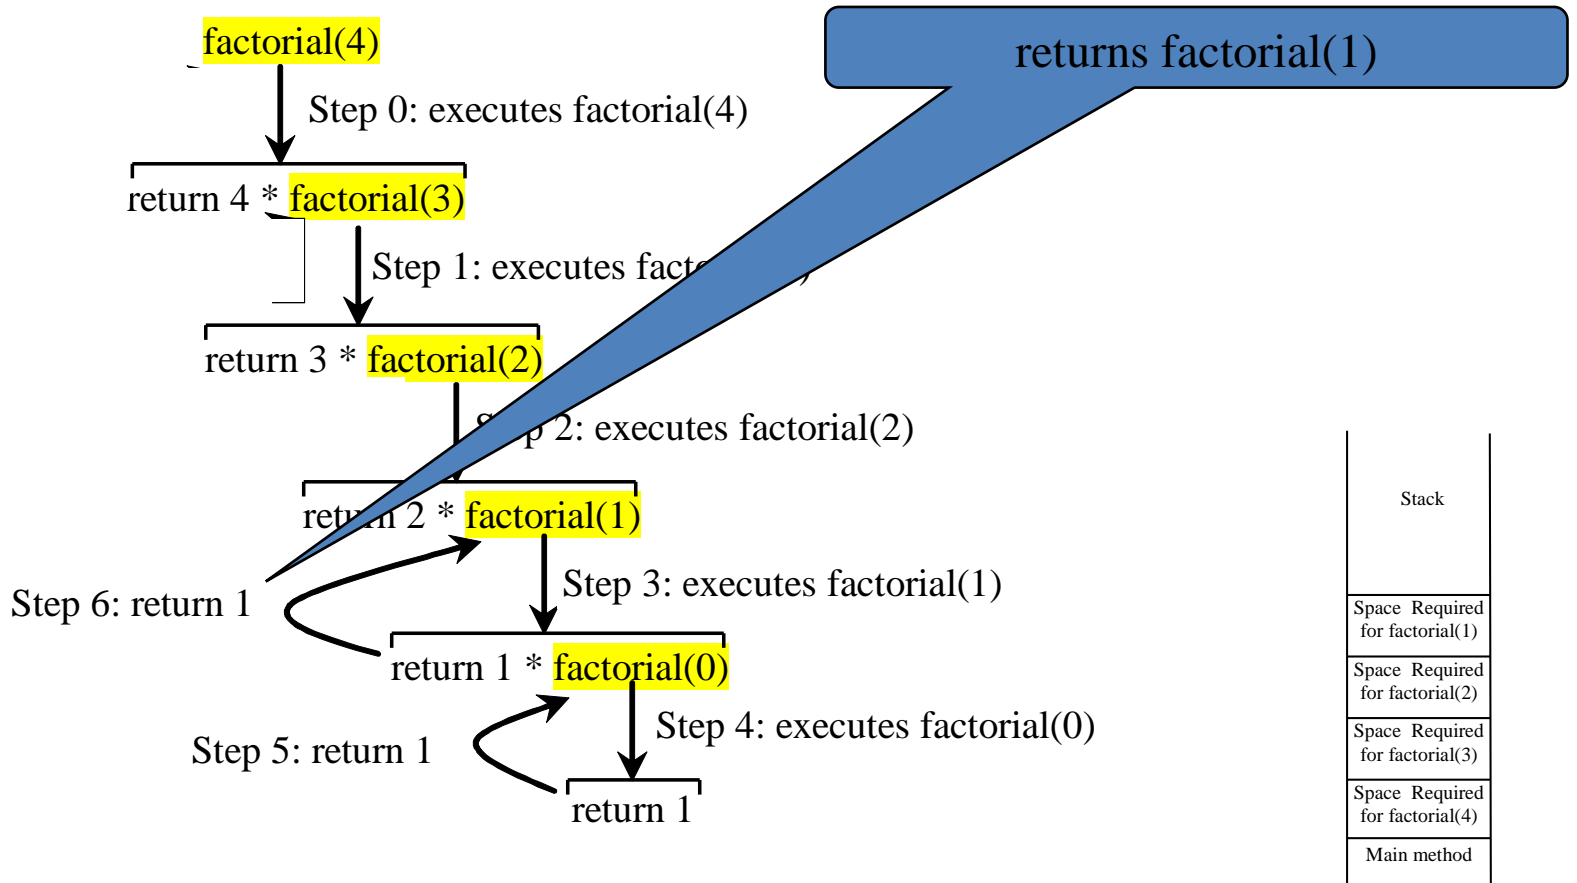 factorial(4)
returns factorial(1)
Step 0: executes factorial(4)
return 4 * factorial(3)
Step 1: executes
return 3 * factorial(2)
2: executes factorial(2)
return 2 * factorial(1)
Step 3: executes factorial(1)
Step 6: return 1
return 1 * factorial(0)
Step 4: executes factorial(0)
Step 5: return 1
return 1
Stack
Space Required
for factorial(1)
Space Required
for factorial(2)
Space Required
for factorial(3)
Space Required
for factorial(4)
Main method